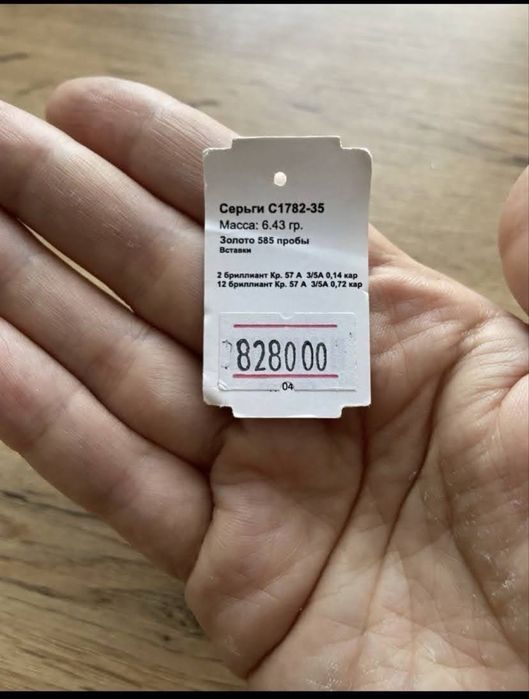 Серьги С1782-35
Масса: 6.43 гр.
Золото 585 пробы
Вставки
2 бриллиант Кр. 57 А 3/5А 0,14 кар
12 бриллиант Кр. 57 А 3/5А 0,72 кар
828000
04